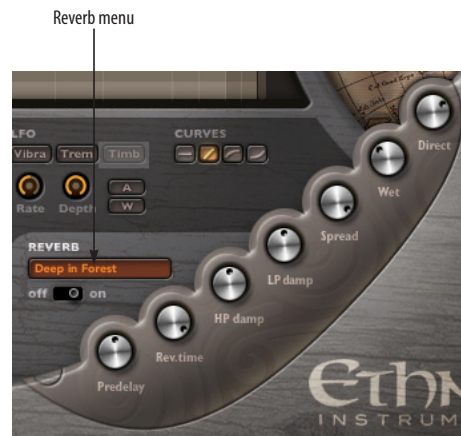 Reverb menu
LFO
CURVES
Vibra Trem Timb
A
W
Rate Depth
REVERB
Deep in Forest
off on
Direct
Wet
Spread
LP damp
HP damp
Rev.time
Predelay
ETHN
INSTRUM